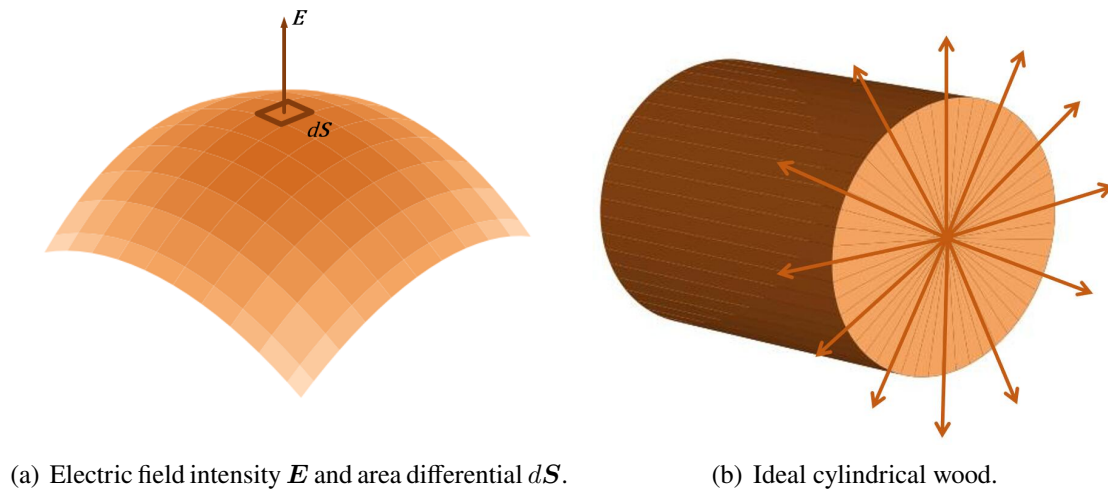 E
dS
(a) Electric field intensity E and area differential dS.
(b) Ideal cylindrical wood.